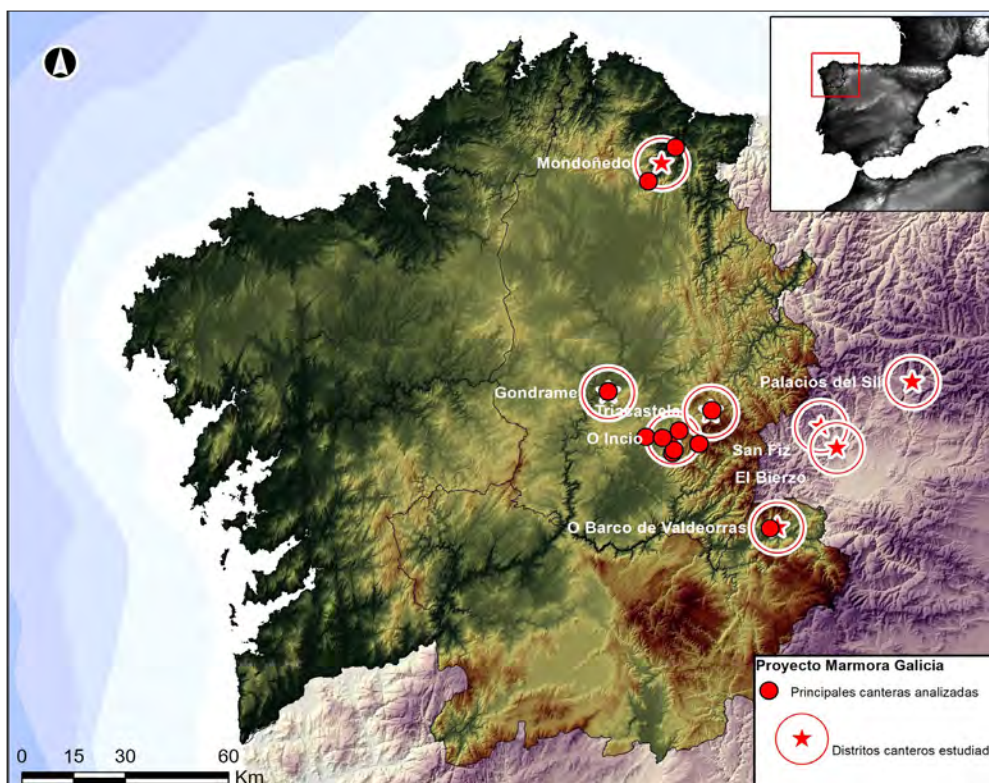 Mondoñedo
Palacios del SIl
Gondrame
Triacastela
O Incio
San Fiz
El Bierzo
O Barco de Valdeorras
Proyecto Marmora Galicia
Principales canteras analizadas
Distritos canteros estudiad
0 15 30 60
Km